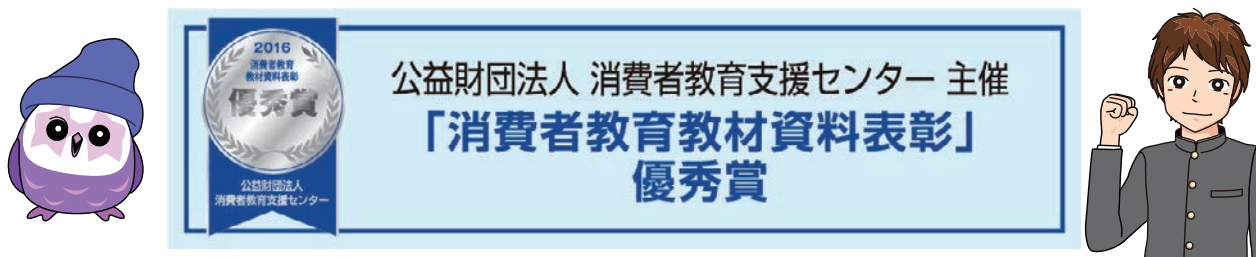 2016
消費者教育
教材資料表彰
優秀賞
公益財団法人
消費者教育支援センター
公益財団法人 消費者教育支援センター 主催
「消費者教育教材資料表彰」
優秀賞